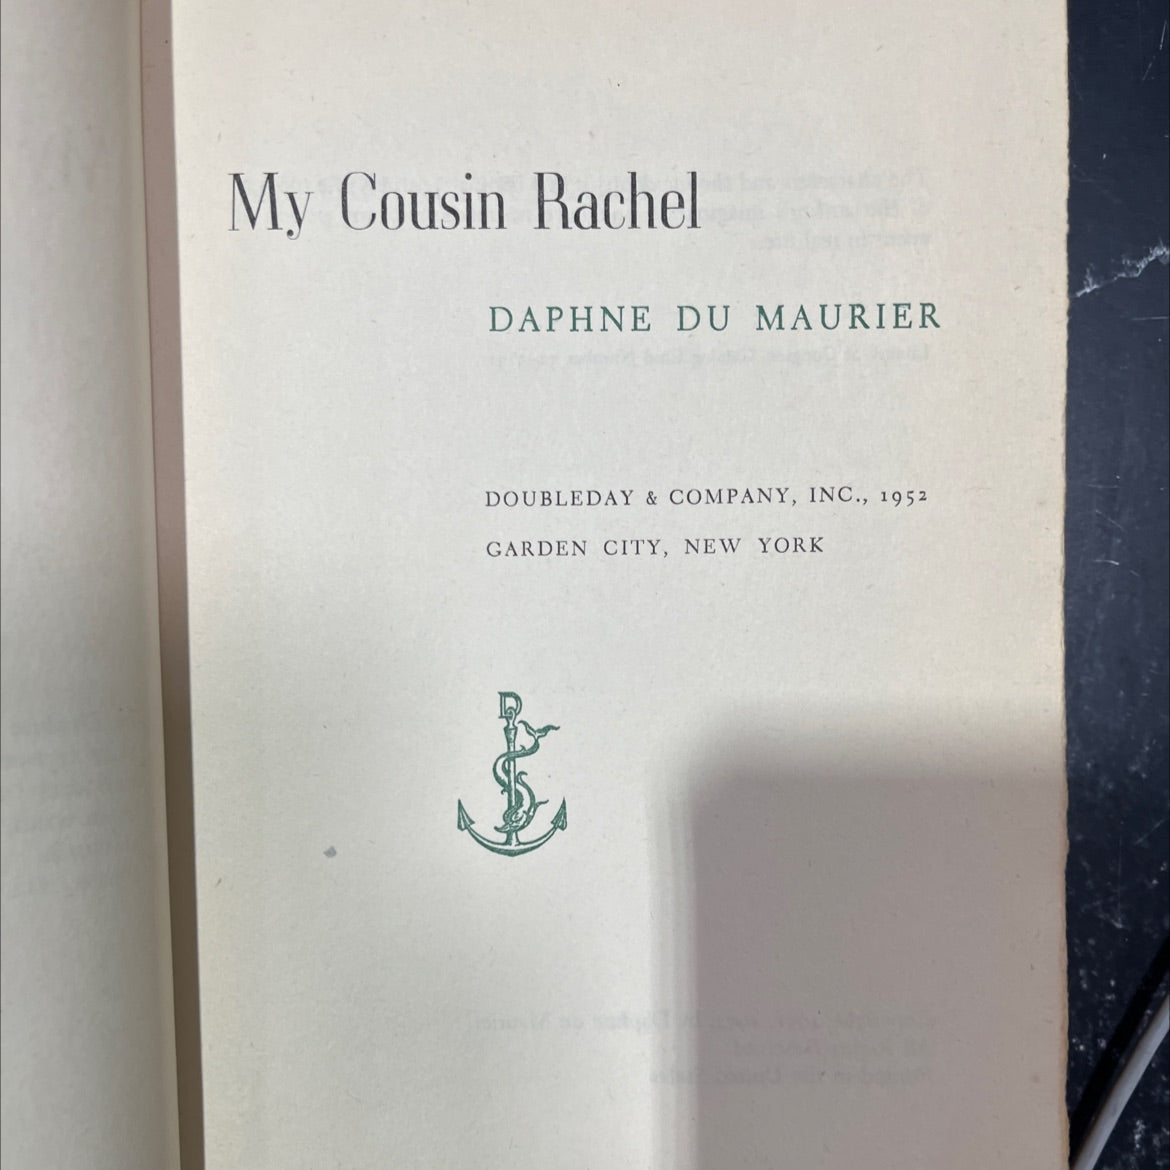 My Cousin Rachel
DAPHNE DU MAURIER
DOUBLEDAY & COMPANY, INC., 1952
GARDEN CITY, NEW YORK
D